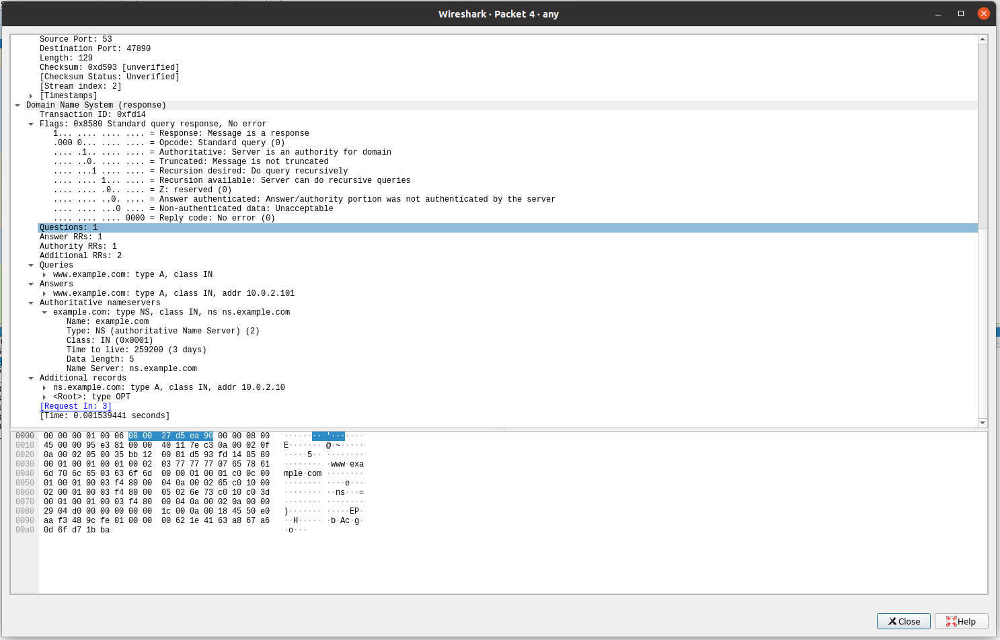 Wireshark · Packet 4 · any
Source Port: 53
Destination Port: 47890
Length: 129
Checksum: 0xd593 [unverified]
[Checksum Status: Unverified]
[Stream index: 2]
[Timestamps]
Domain Name System (response)
Transaction ID: 0xfd14
Flags: 0x8580 Standard query response, No error
1... .... .... .... = Response: Message is a response
.000 0... .... .... = Opcode: Standard query (0)
.... .1.. .... .... = Authoritative: Server is an authority for domain
.... ..0. .... .... = Truncated: Message is not truncated
.... ...1 .... .... = Recursion desired: Do query recursively
.... .... 1... .... = Recursion available: Server can do recursive queries
.... .... .0.. .... = Z: reserved (0)
.... .... ..0. .... = Answer authenticated: Answer/authority portion was not authenticated by the server
.... .... ...0 .... = Non-authenticated data: Unacceptable
.... .... .... 0000 = Reply code: No error (0)
Questions: 1
Answer RRs: 1
Authority RRs: 1
Additional RRs: 2
Queries
www.example.com: type A, class IN
Answers
www.example.com: type A, class IN, addr 10.0.2.101
Authoritative nameservers
example.com: type NS, class IN, ns ns.example.com
Name: example.com
Type: NS (authoritative Name Server) (2)
Class: IN (0x0001)
Time to live: 259200 (3 days)
Data length: 5
Name Server: ns.example.com
Additional records
ns.example.com: type A, class IN, addr 10.0.2.10
<Root>: type OPT
[Request In: 3]
[Time: 0.001539441 seconds]
0000 00 00 00 01 00 06 08 00 27 d5 ea 90 00 00 08 00 ········ '·······
0010 45 00 00 95 e3 81 00 00 40 11 7e c3 0a 00 02 0f E······· @·~·····
0020 0a 00 02 05 00 35 bb 12 00 81 d5 93 fd 14 85 80 ·····5·· ········
0030 00 01 00 01 00 01 00 02 03 77 77 77 07 65 78 61 ········ ·www·exa
0040 6d 70 6c 65 03 63 6f 6d 00 00 01 00 01 c0 0c 00 mple·com ········
0050 01 00 01 00 03 f4 80 00 04 0a 00 02 65 c0 10 00 ········ ····e···
0060 02 00 01 00 03 f4 80 00 05 02 6e 73 c0 10 c0 3d ········ ··ns···=
0070 00 01 00 01 00 03 f4 80 00 04 0a 00 02 0a 00 00 ········ ········
0080 29 04 d0 00 00 00 00 00 1c 00 0a 00 18 45 50 e0 )······· ·····EP·
0090 aa f3 48 9c fe 01 00 00 00 62 1e 41 63 a8 67 a6 ··H····· ·b·Ac·g·
00a0 0d 6f d7 1b ba ·o···
Close
Help